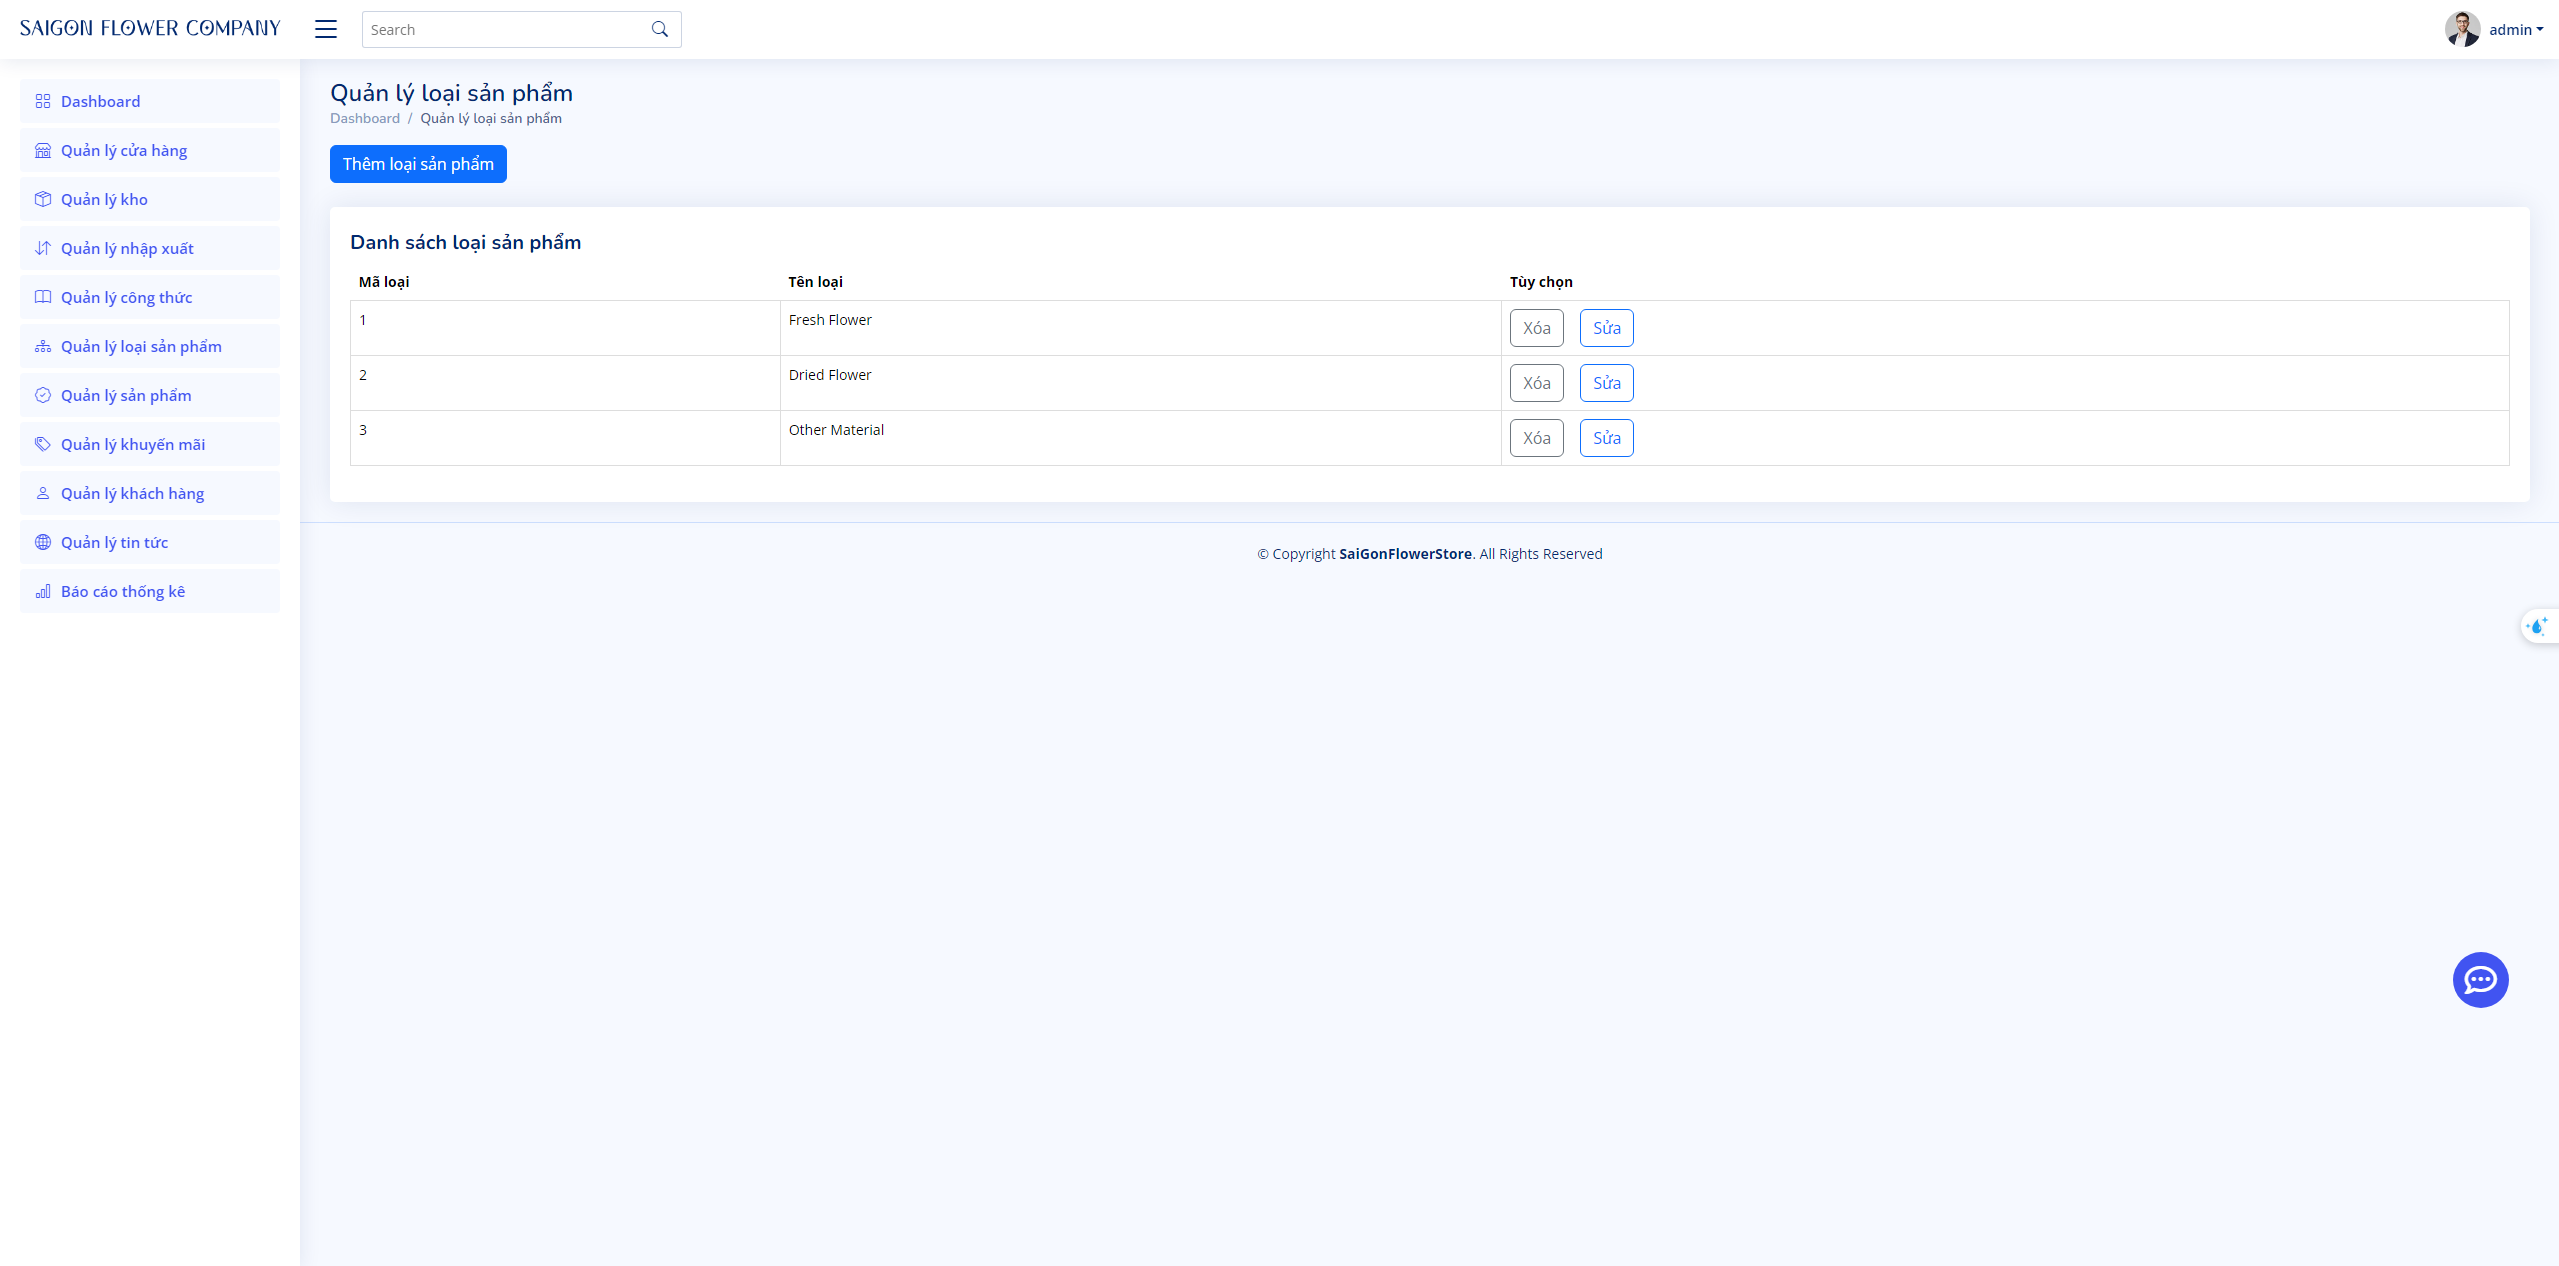 SAIGON FLOWER COMPANY
Search
admin
Dashboard
Quản lý cửa hàng
Quản lý kho
Quản lý nhập xuất
Quản lý công thức
Quản lý loại sản phẩm
Quản lý sản phẩm
Quản lý khuyến mãi
Quản lý khách hàng
Quản lý tin tức
Báo cáo thống kê
Quản lý loại sản phẩm
Dashboard / Quản lý loại sản phẩm
Thêm loại sản phẩm
Danh sách loại sản phẩm
Mã loại Tên loại Tùy chọn
1 Fresh Flower Xóa Sửa
2 Dried Flower Xóa Sửa
3 Other Material Xóa Sửa
© Copyright SaiGonFlowerStore. All Rights Reserved